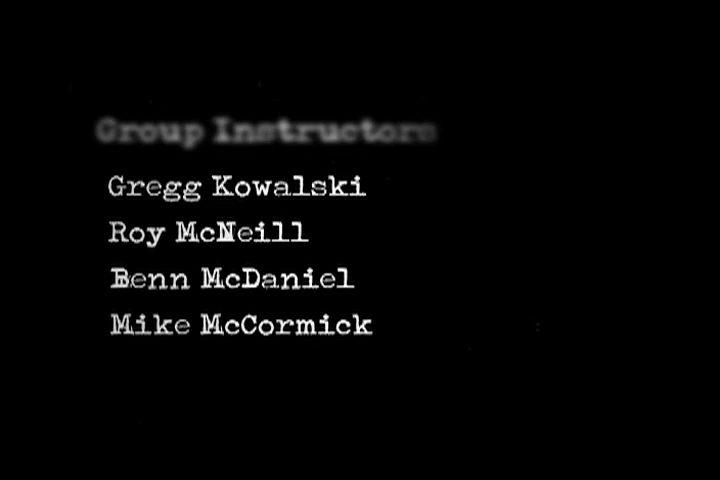 Group Instructors
Gregg Kowalski
Roy McNeill
Benn McDaniel
Mike McCormick